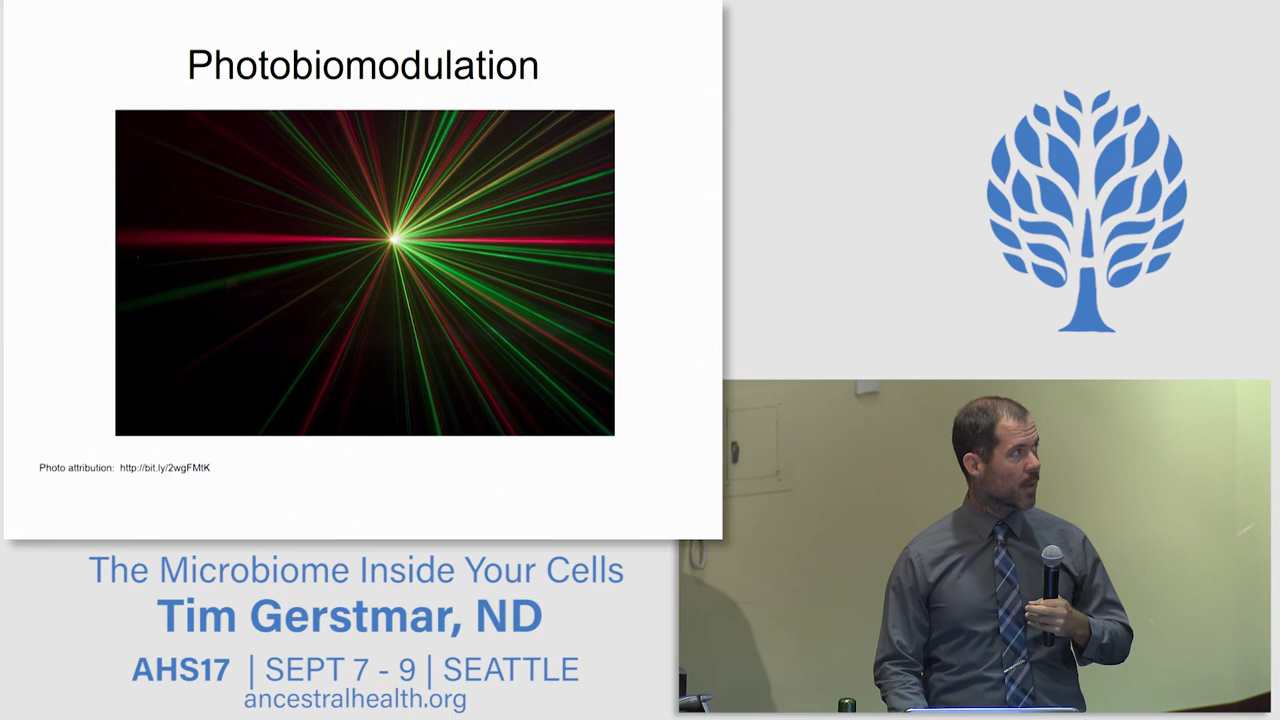 Photobiomodulation
Photo attribution: http://bit.ly/2wgFMtK
The Microbiome Inside Your Cells
Tim Gerstmar, ND
AHS17 | SEPT 7 - 9 | SEATTLE
ancestralhealth.org